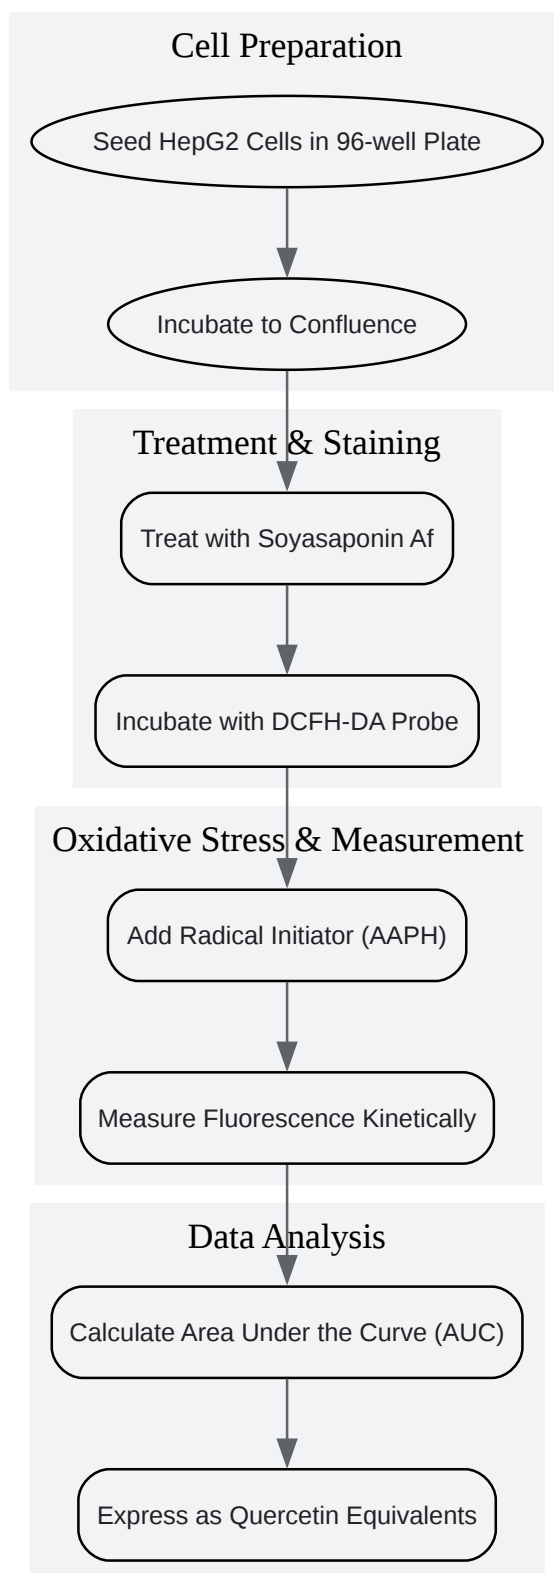 Cell Preparation
Seed HepG2 Cells in 96-well Plate
Incubate to Confluence
Treatment & Staining
Treat with Soyasaponin Af
Incubate with DCFH-DA Probe
Oxidative Stress & Measurement
Add Radical Initiator (AAPH)
Measure Fluorescence Kinetically
Data Analysis
Calculate Area Under the Curve (AUC)
Express as Quercetin Equivalents